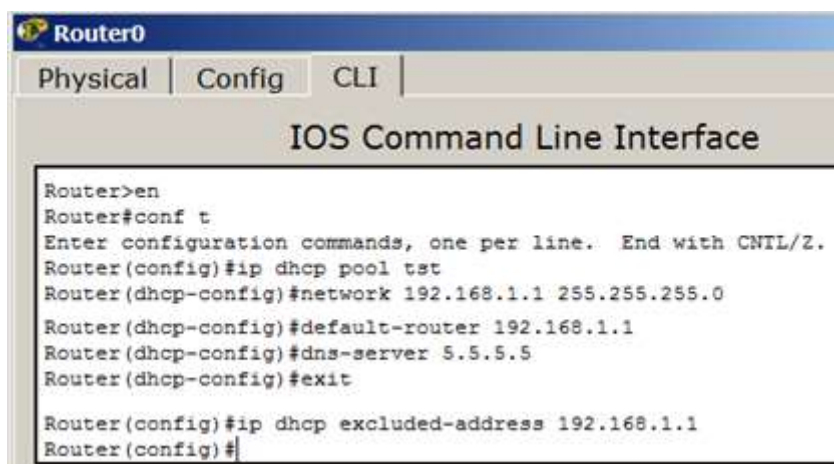 Router0
Physical Config CLI
IOS Command Line Interface
Router>en
Router#conf t
Enter configuration commands, one per line.  End with CNTL/Z.
Router(config)#ip dhcp pool tst
Router(dhcp-config)#network 192.168.1.1 255.255.255.0
Router(dhcp-config)#default-router 192.168.1.1
Router(dhcp-config)#dns-server 5.5.5.5
Router(dhcp-config)#exit
Router(config)#ip dhcp excluded-address 192.168.1.1
Router(config)#